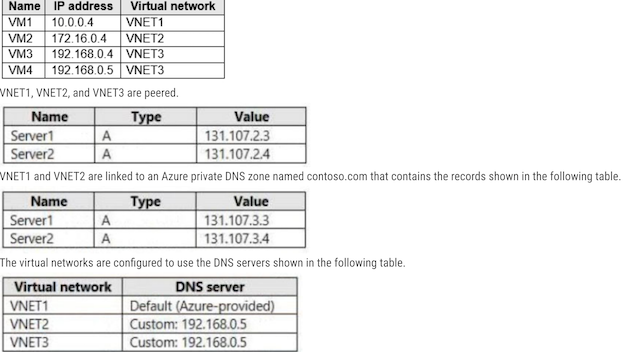 Name IP address Virtual network
VM1 10.0.0.4 VNET1
VM2 172.16.0.4 VNET2
VM3 192.168.0.4 VNET3
VM4 192.168.0.5 VNET3
VNET1, VNET2, and VNET3 are peered.
Name Type Value
Server1 A 131.107.2.3
Server2 A 131.107.2.4
VNET1 and VNET2 are linked to an Azure private DNS zone named contoso.com that contains the records shown in the following table.
Name Type Value
Server1 A 131.107.3.3
Server2 A 131.107.3.4
The virtual networks are configured to use the DNS servers shown in the following table.
Virtual network DNS server
VNET1 Default (Azure-provided)
VNET2 Custom: 192.168.0.5
VNET3 Custom: 192.168.0.5